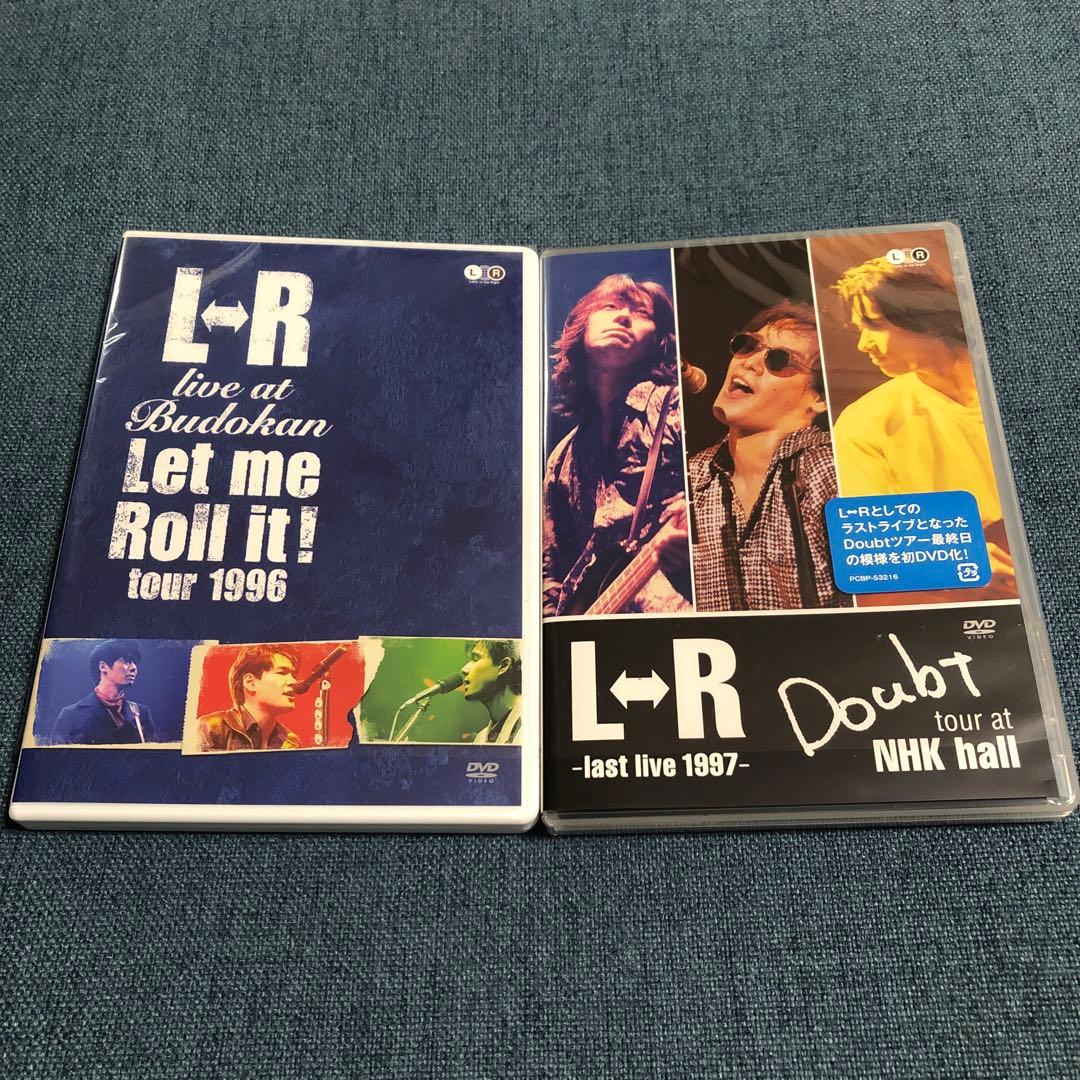 L↔R
live at
Budokan
Let me
Roll it!
tour 1996
L R
DVD
VIDEO
L R
L↔Rとしての
ラストライブとなった
Doubtツアー最終日
の模様を初DVD化!
PCBP-53216
DVD
VIDEO
L↔R
-last live 1997-
Doubt
tour at
NHK hall